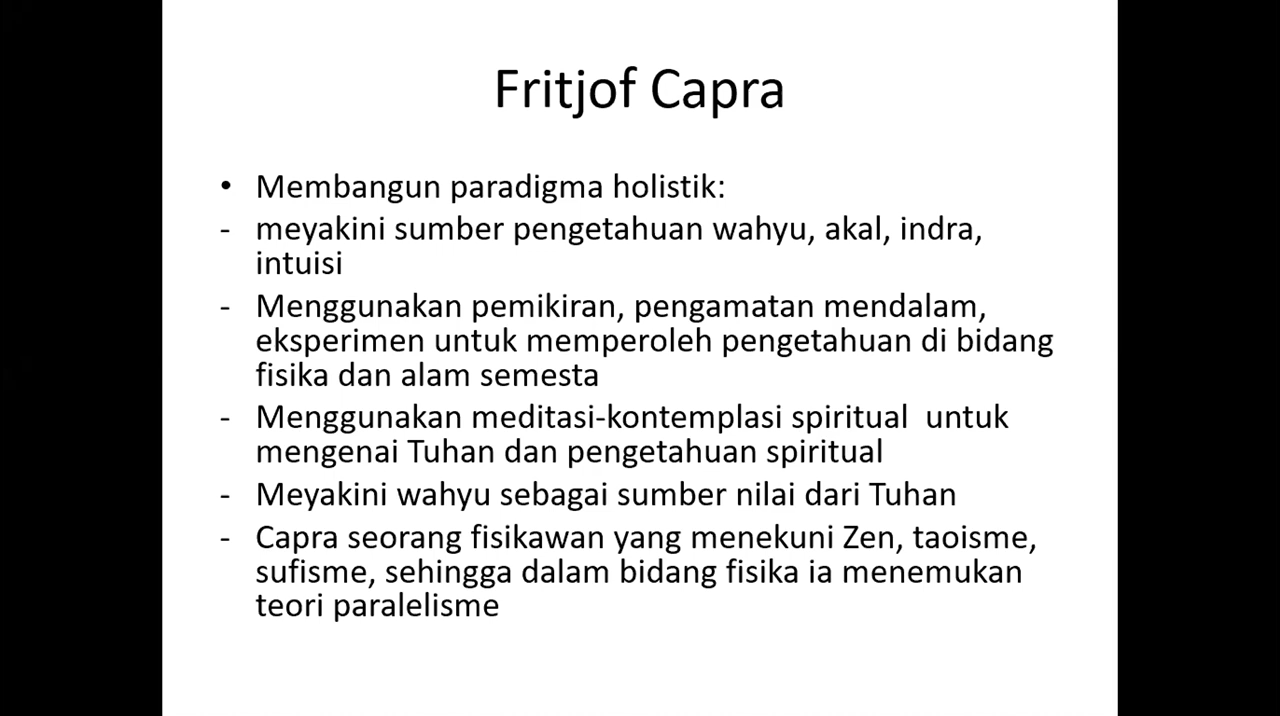 Fritjof Capra
• Membangun paradigma holistik:
- meyakini sumber pengetahuan wahyu, akal, indra,
intuisi
- Menggunakan pemikiran, pengamatan mendalam,
eksperimen untuk memperoleh pengetahuan di bidang
fisika dan alam semesta
- Menggunakan meditasi-kontemplasi spiritual untuk
mengenai Tuhan dan pengetahuan spiritual
- Meyakini wahyu sebagai sumber nilai dari Tuhan
- Capra seorang fisikawan yang menekuni Zen, taoisme,
sufisme, sehingga dalam bidang fisika ia menemukan
teori paralelisme